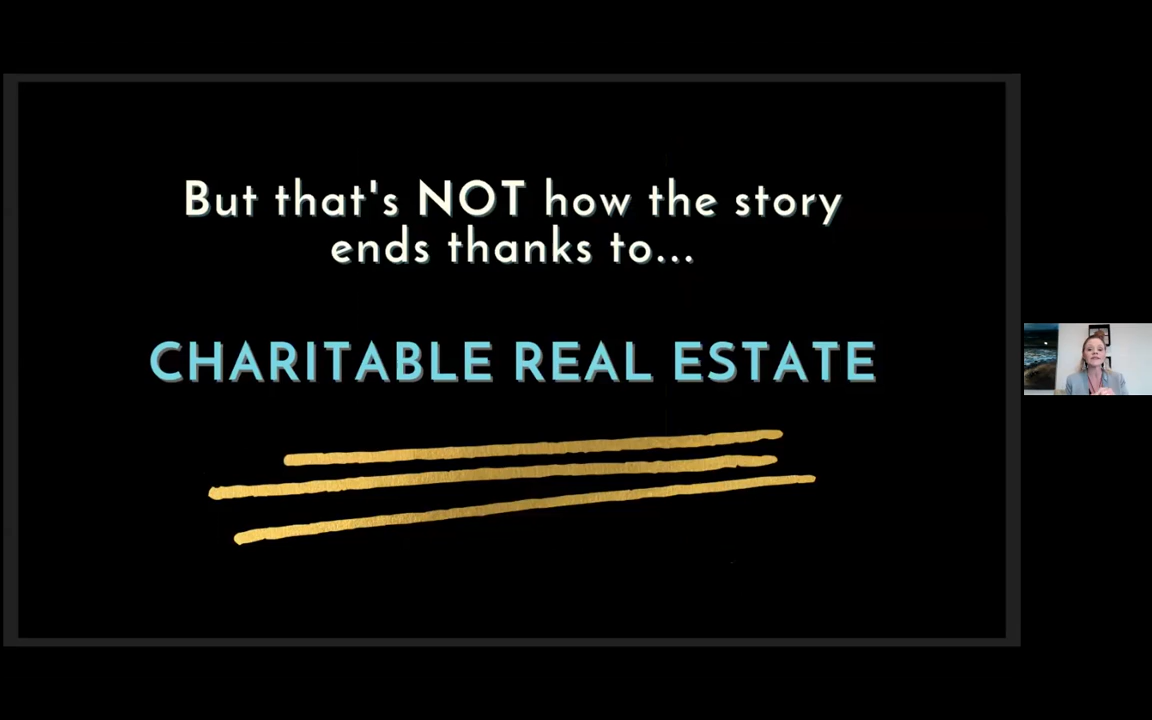 But that's NOT how the story
ends thanks to...
CHARITABLE REAL ESTATE